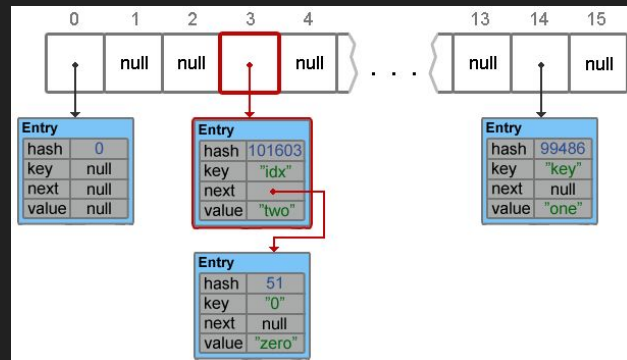 0 1 2 3 4 13 14 15
null null null . . . null null
Entry
hash 0
key null
next null
value null
Entry
hash 101603
key "idx"
next
value "two"
Entry
hash 99486
key "key"
next null
value "one"
Entry
hash 51
key "0"
next null
value "zero"